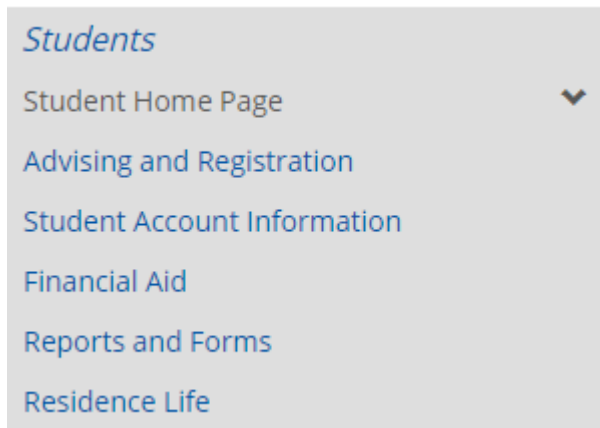 Students
Student Home Page
Advising and Registration
Student Account Information
Financial Aid
Reports and Forms
Residence Life